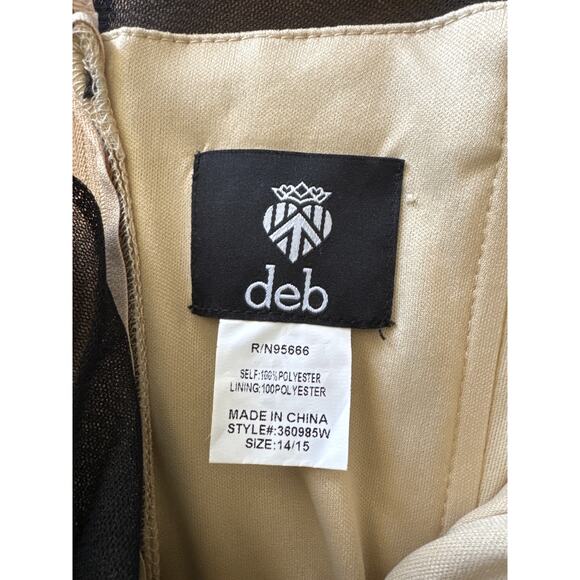 deb
R/N95666
SELF:100%POLYESTER
LINING:100POLYESTER
MADE IN CHINA
STYLE#:360985W
SIZE:14/15